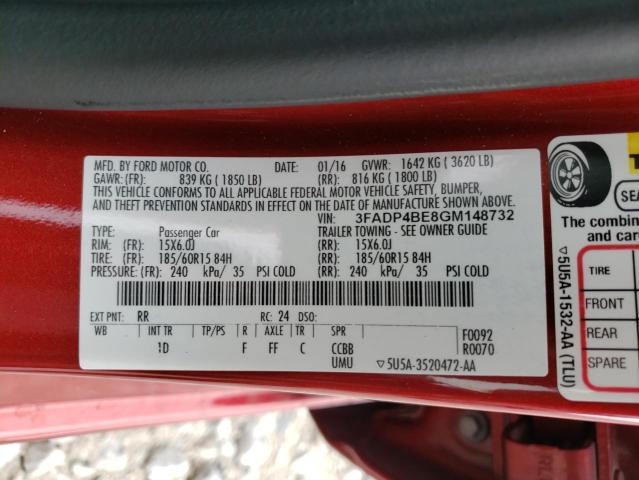 MFD. BY FORD MOTOR CO. DATE: 01/16 GVWR: 1642 KG ( 3620 LB)
GAWR: (FR): 839 KG ( 1850 LB) (RR): 816 KG ( 1800 LB)
THIS VEHICLE CONFORMS TO ALL APPLICABLE FEDERAL MOTOR VEHICLE SAFETY, BUMPER,
AND THEFT PREVENTION STANDARDS IN EFFECT ON THE DATE OF MANUFACTURE SHOWN ABOVE.
VIN: 3FADP4BE8GM148732
TYPE: Passenger Car TRAILER TOWING - SEE OWNER GUIDE
RIM: (FR): 15X6.0J (RR): 15X6.0J
TIRE: (FR): 185/60R15 84H (RR): 185/60R15 84H
PRESSURE: (FR): 240 kPa/ 35 PSI COLD (RR): 240 kPa/ 35 PSI COLD
EXT PNT: RR RC: 24 DSO:
WB INT TR TP/PS R AXLE TR SPR F0092
D F FF C CCBB R0070
UMU ▽5U5A-3520472-AA
The combin
and car
TIRE
FRONT
REAR
SPARE
▽5U5A-1532-AA (TLU)